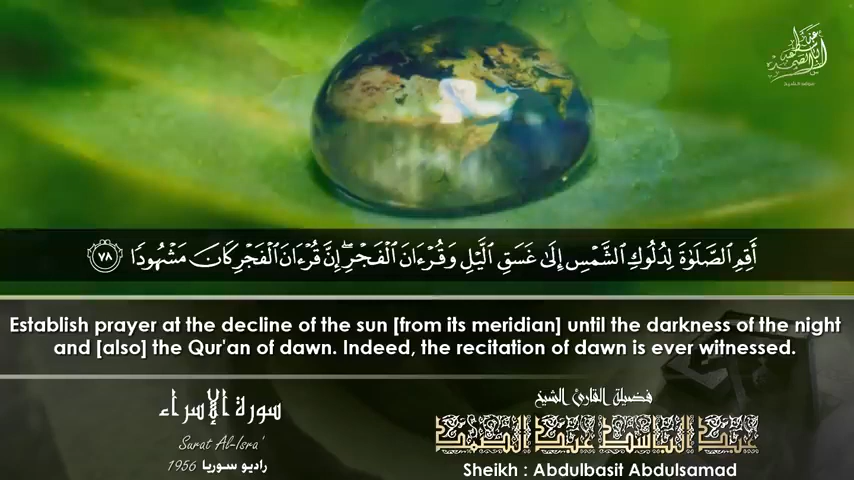 أَقِمِ ٱلصَّلَوٰةَ لِدُلُوكِ ٱلشَّمْسِ إِلَىٰ غَسَقِ ٱلَّيْلِ وَقُرْءَانَ ٱلْفَجْرِ ۖ إِنَّ قُرْءَانَ ٱلْفَجْرِ كَانَ مَشْهُودًا ٧٨
Establish prayer at the decline of the sun [from its meridian] until the darkness of the night
and [also] the Qur'an of dawn. Indeed, the recitation of dawn is ever witnessed.
سورة الإسراء
Surat Al-Isra'
راديو سوريا 1956
فضيلة القارئ الشيخ
عبد الباسط عبد الصمد
Sheikh : Abdulbasit Abdulsamad